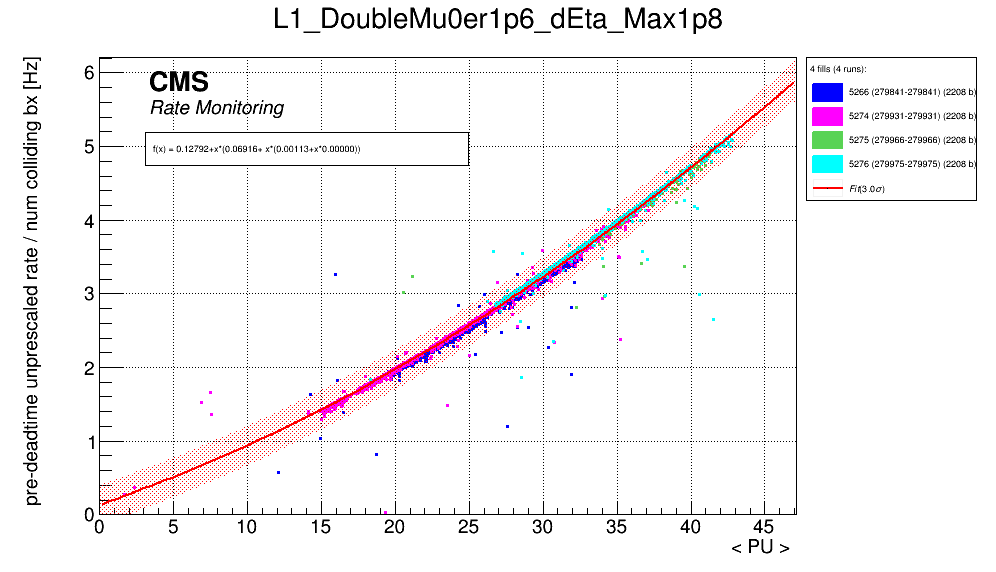 L1_DoubleMu0er1p6_dEta_Max1p8
pre-deadtime unprescaled rate / num colliding bx [Hz]
CMS
Rate Monitoring
f(x) = 0.12792+x*(0.06916+ x*(0.00113+x*0.00000))
6
5
4
3
2
1
0
0 5 10 15 20 25 30 35 40 45
< PU >
4 fills (4 runs):
5266 (279841-279841) (2208 b)
5274 (279931-279931) (2208 b)
5275 (279966-279966) (2208 b)
5276 (279975-279975) (2208 b)
Fit(3.0σ)